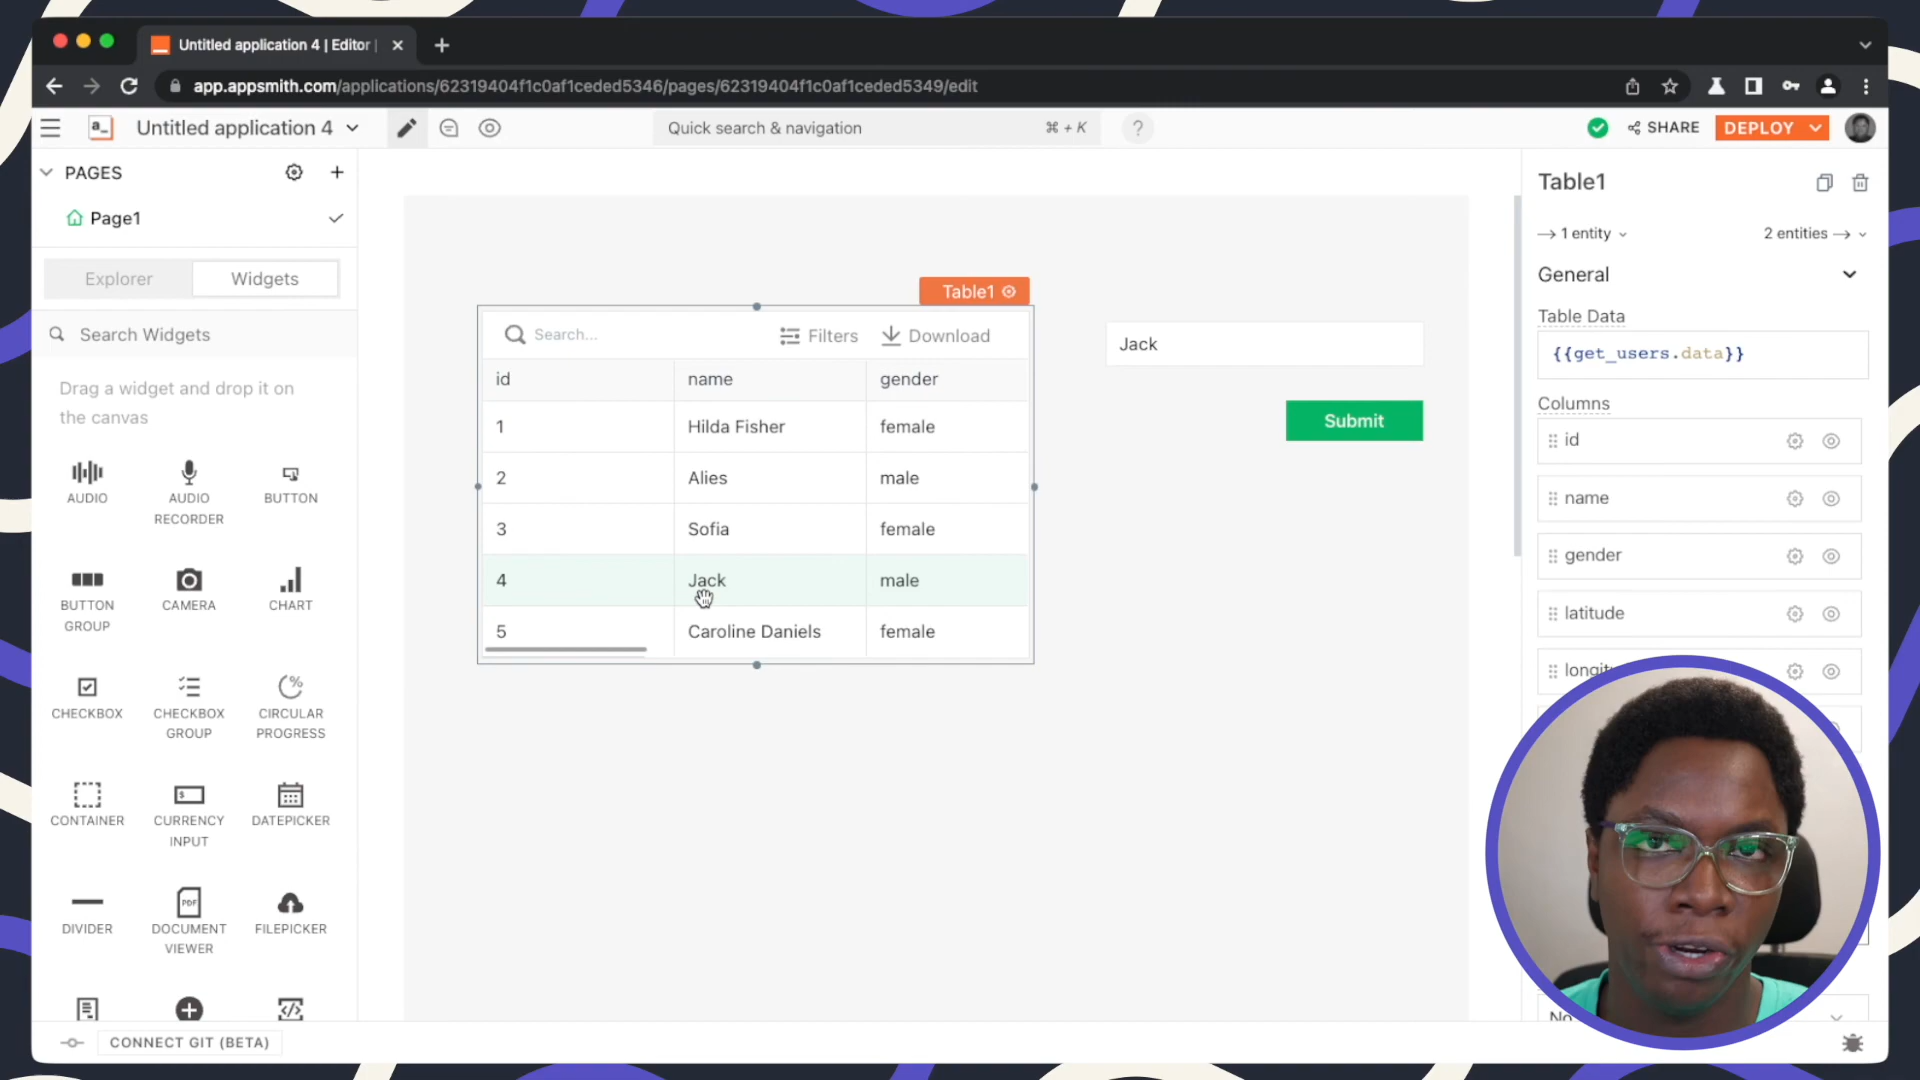 Untitled application 4 | Editor |
app.appsmith.com/applications/62319404f1c0af1ceded5346/pages/62319404f1c0af1ceded5349/edit
a_
Untitled application 4
Quick search & navigation
⌘ + K
?
SHARE
DEPLOY
PAGES
Page1
Explorer
Widgets
Search Widgets
Drag a widget and drop it on
the canvas
AUDIO
AUDIO
RECORDER
BUTTON
BUTTON
GROUP
CAMERA
CHART
CHECKBOX
CHECKBOX
GROUP
CIRCULAR
PROGRESS
CONTAINER
CURRENCY
INPUT
DATEPICKER
DIVIDER
PDF
DOCUMENT
VIEWER
FILEPICKER
CONNECT GIT (BETA)
Table1
Search...
Filters
Download
id name gender
1 Hilda Fisher female
2 Alies male
3 Sofia female
4 Jack male
5 Caroline Daniels female
Jack
Submit
Table1
1 entity
2 entities
General
Table Data
{{get_users.data}}
Columns
id
name
gender
latitude
No